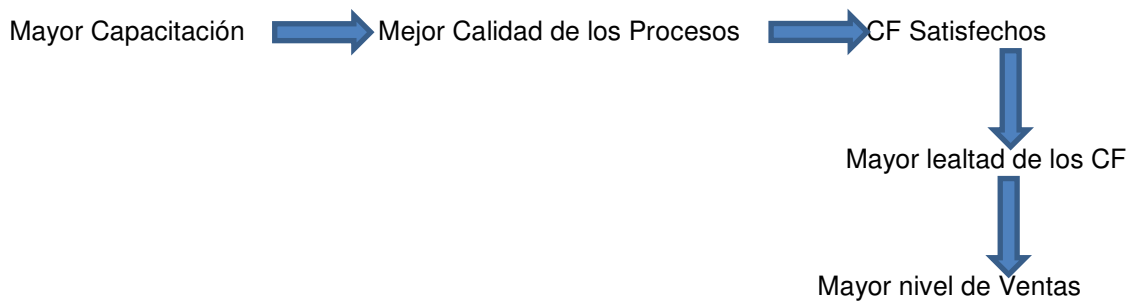 Mayor Capacitación Mejor Calidad de los Procesos CF Satisfechos
Mayor lealtad de los CF
Mayor nivel de Ventas